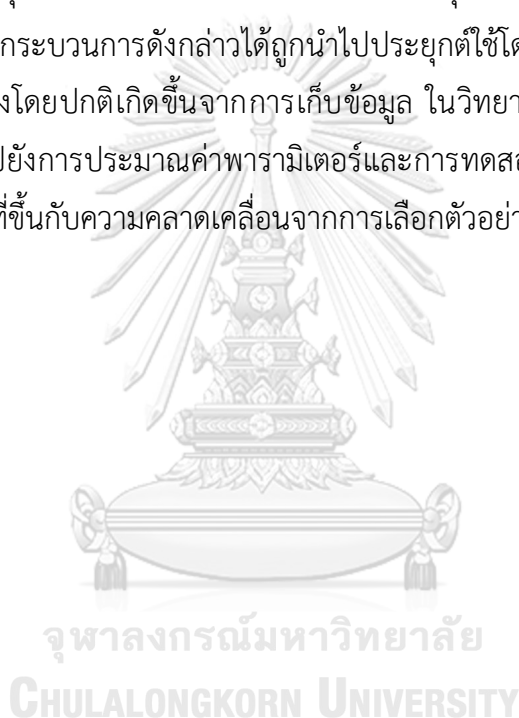 กระบวนการดังกล่าวได้ถูกนำไปประยุกต์ใช้โด
งโดยปกติเกิดขึ้นจากการเก็บข้อมูล ในวิทยา
ปยังการประมาณค่าพารามิเตอร์และการทดสอ
ที่ขึ้นกับความคลาดเคลื่อนจากการเลือกตัวอย่า
จุฬาลงกรณ์มหาวิทยาลัย
CHULALONGKORN UNIVERSITY